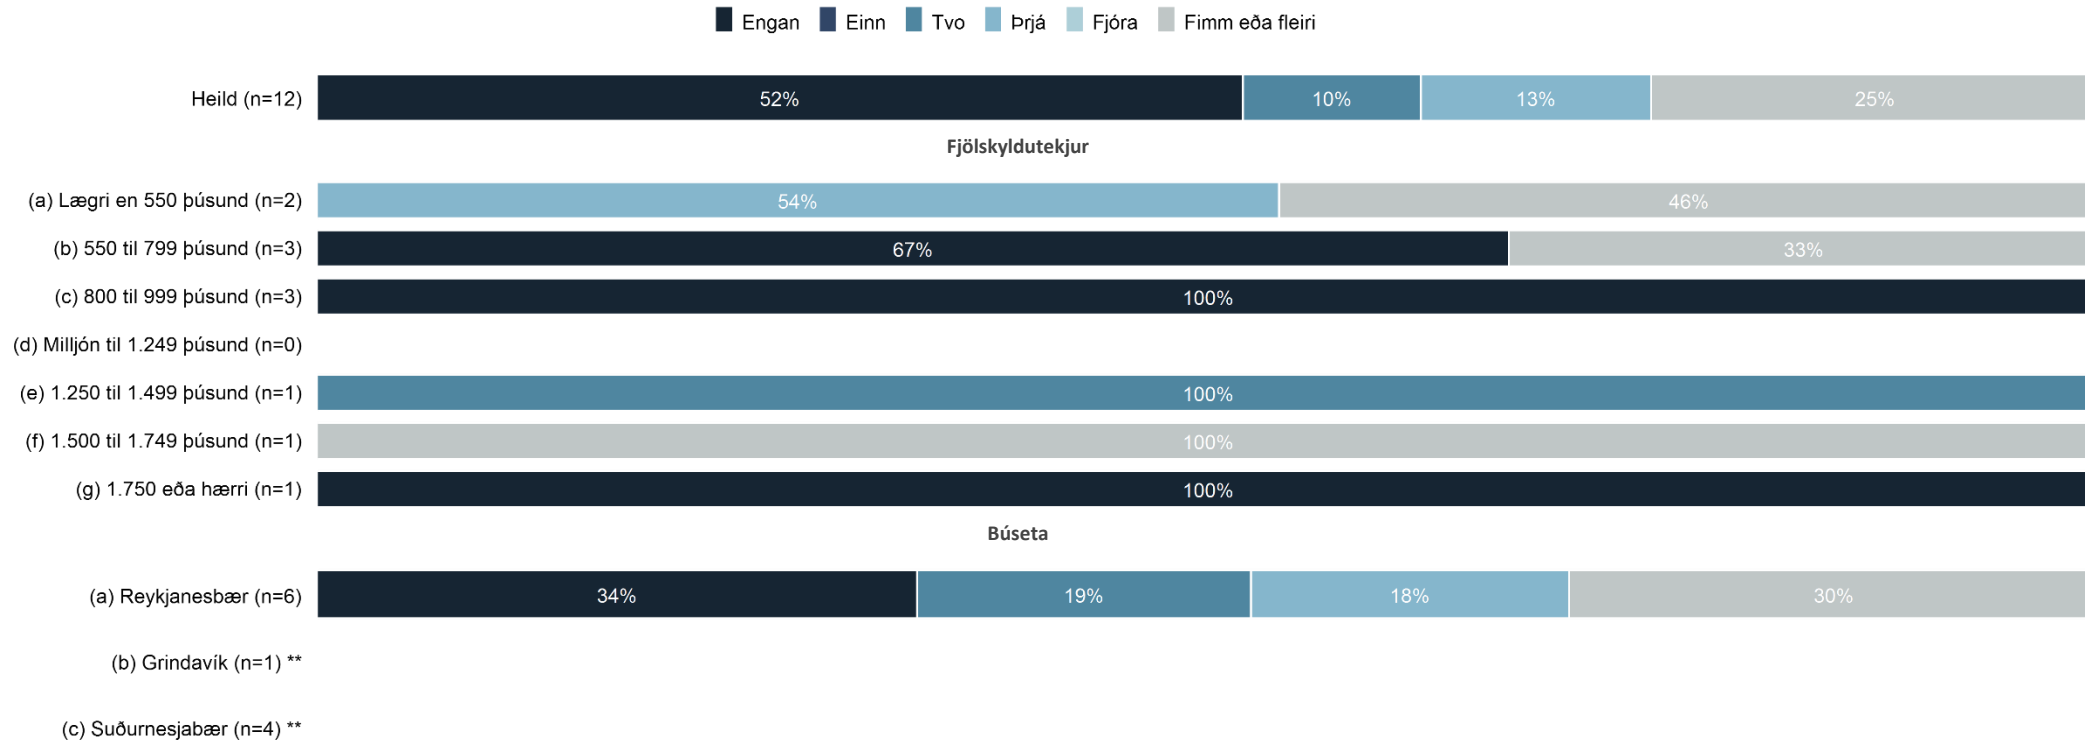 Engan Einn Tvo Þrjá Fjóra Fimm eða fleiri
Heild (n=12) 52% 10% 13% 25%
Fjölskyldutekjur
(a) Lægri en 550 þúsund (n=2) 54% 46%
(b) 550 til 799 þúsund (n=3) 67% 33%
(c) 800 til 999 þúsund (n=3) 100%
(d) Milljón til 1.249 þúsund (n=0)
(e) 1.250 til 1.499 þúsund (n=1) 100%
(f) 1.500 til 1.749 þúsund (n=1) 100%
(g) 1.750 eða hærri (n=1) 100%
Búseta
(a) Reykjanesbær (n=6) 34% 19% 18% 30%
(b) Grindavík (n=1) **
(c) Suðurnesjabær (n=4) **